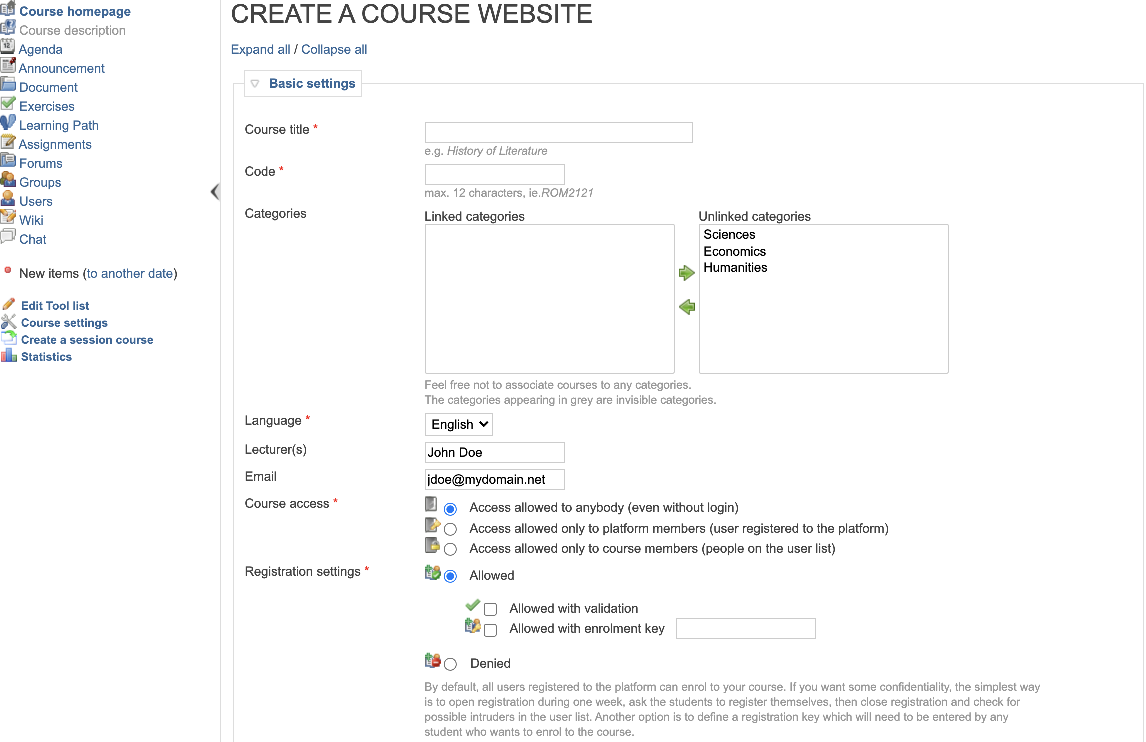 Course homepage
Course description
Agenda
Announcement
Document
Exercises
Learning Path
Assignments
Forums
Groups
Users
Wiki
Chat
New items (to another date)
Edit Tool list
Course settings
Create a session course
Statistics
CREATE A COURSE WEBSITE
Expand all / Collapse all
Basic settings
Course title *
e.g. History of Literature
Code *
max. 12 characters, ie.ROM2121
Categories
Linked categories
Unlinked categories
Sciences
Economics
Humanities
Feel free not to associate courses to any categories.
The categories appearing in grey are invisible categories.
Language *
English
Lecturer(s)
John Doe
Email
jdoe@mydomain.net
Course access *
Access allowed to anybody (even without login)
Access allowed only to platform members (user registered to the platform)
Access allowed only to course members (people on the user list)
Registration settings *
Allowed
Allowed with validation
Allowed with enrolment key
Denied
By default, all users registered to the platform can enrol to your course. If you want some confidentiality, the simplest way
is to open registration during one week, ask the students to register themselves, then close registration and check for
possible intruders in the user list. Another option is to define a registration key which will need to be entered by any
student who wants to enrol to the course.